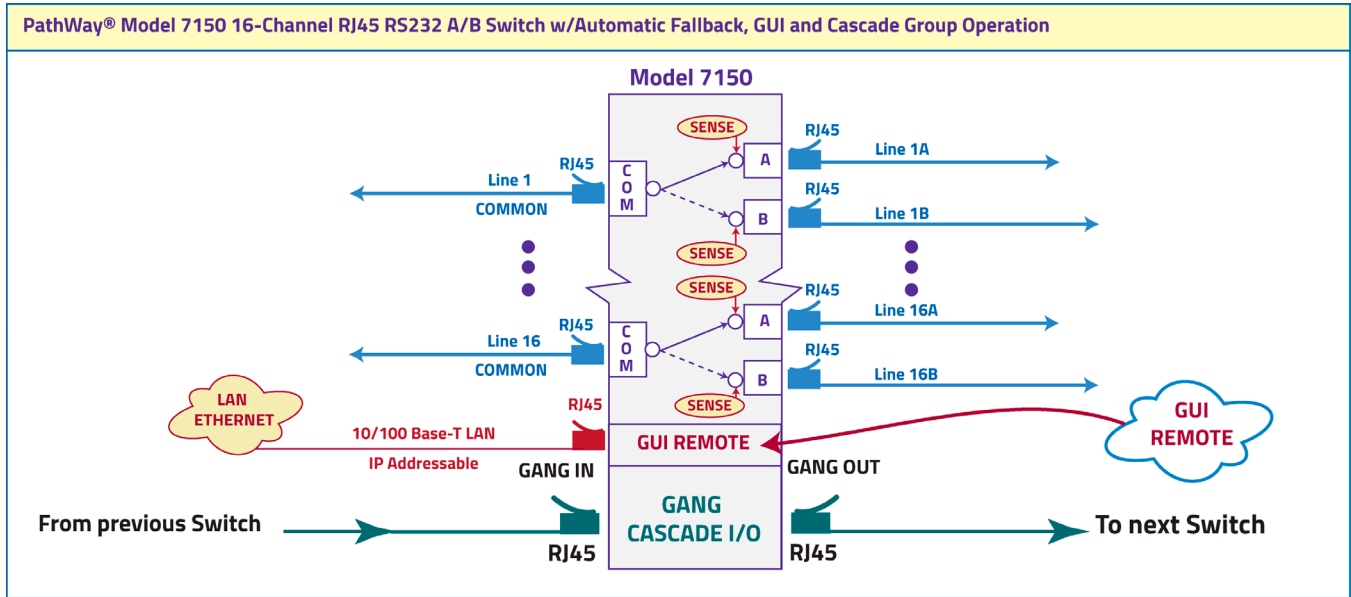 PathWay® Model 7150 16-Channel RJ45 RS232 A/B Switch w/Automatic Fallback, GUI and Cascade Group Operation
Model 7150
SENSE
RJ45
A
Line 1A
RJ45
Line 1
COMMON
COM
RJ45
B
Line 1B
SENSE
SENSE
RJ45
A
Line 16A
RJ45
Line 16
COMMON
COM
RJ45
B
Line 16B
SENSE
LAN
ETHERNET
RJ45
10/100 Base-T LAN
IP Addressable
GUI REMOTE
GUI
REMOTE
GANG IN
GANG OUT
GANG
CASCADE I/O
From previous Switch
RJ45
RJ45
To next Switch